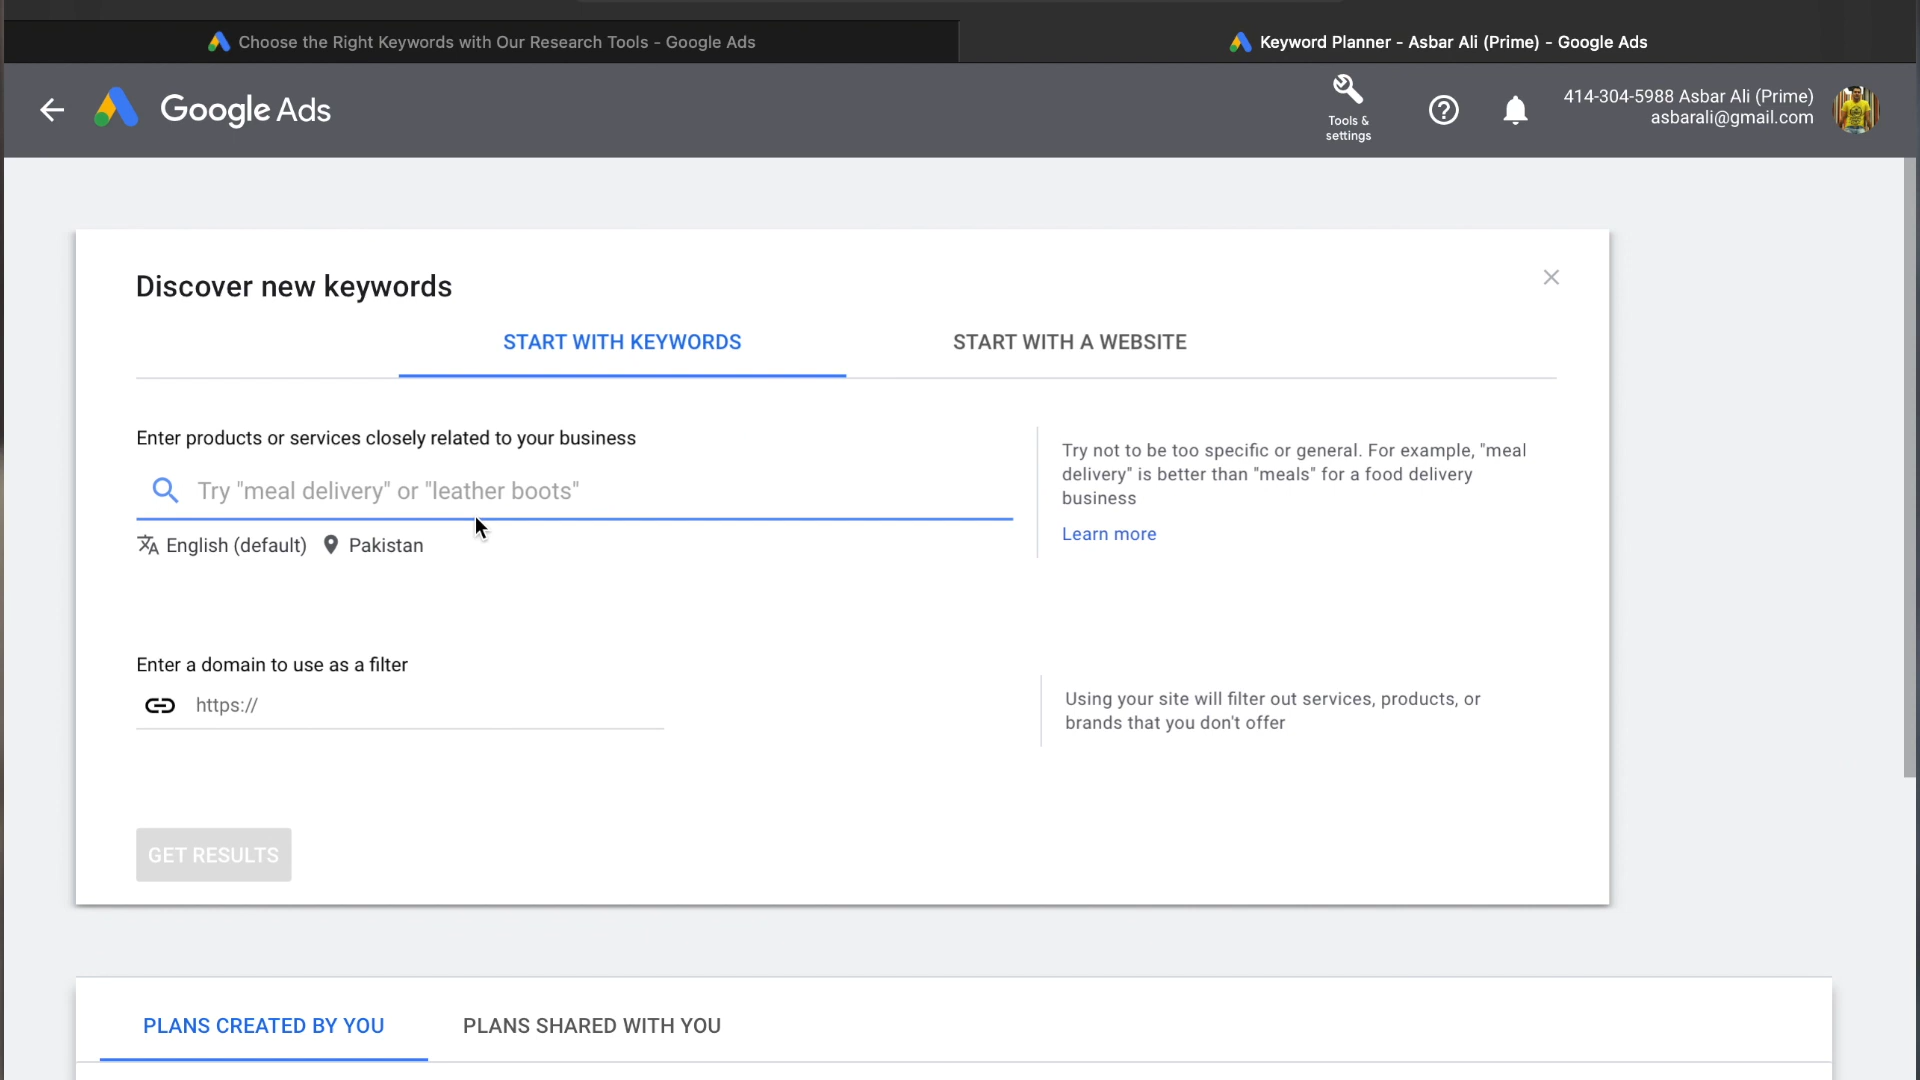 Choose the Right Keywords with Our Research Tools - Google Ads
Keyword Planner - Asbar Ali (Prime) - Google Ads
Google Ads
Tools &
settings
414-304-5988 Asbar Ali (Prime)
asbarali@gmail.com
Discover new keywords
START WITH KEYWORDS
START WITH A WEBSITE
Enter products or services closely related to your business
Try "meal delivery" or "leather boots"
English (default)
Pakistan
Try not to be too specific or general. For example, "meal
delivery" is better than "meals" for a food delivery
business
Learn more
Enter a domain to use as a filter
https://
Using your site will filter out services, products, or
brands that you don't offer
GET RESULTS
PLANS CREATED BY YOU
PLANS SHARED WITH YOU